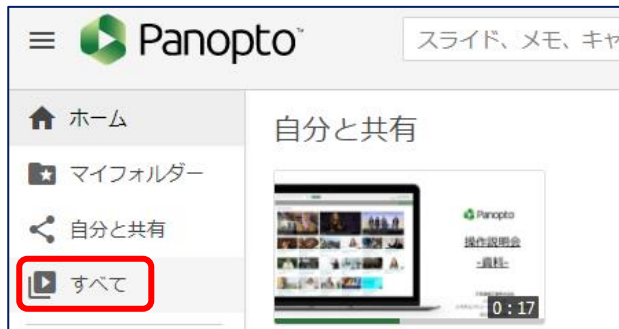 Panopto™
スライド、メモ、キャ
ホーム
マイフォルダー
自分と共有
すべて
自分と共有
Panopto
操作説明会
-資料-
0:17